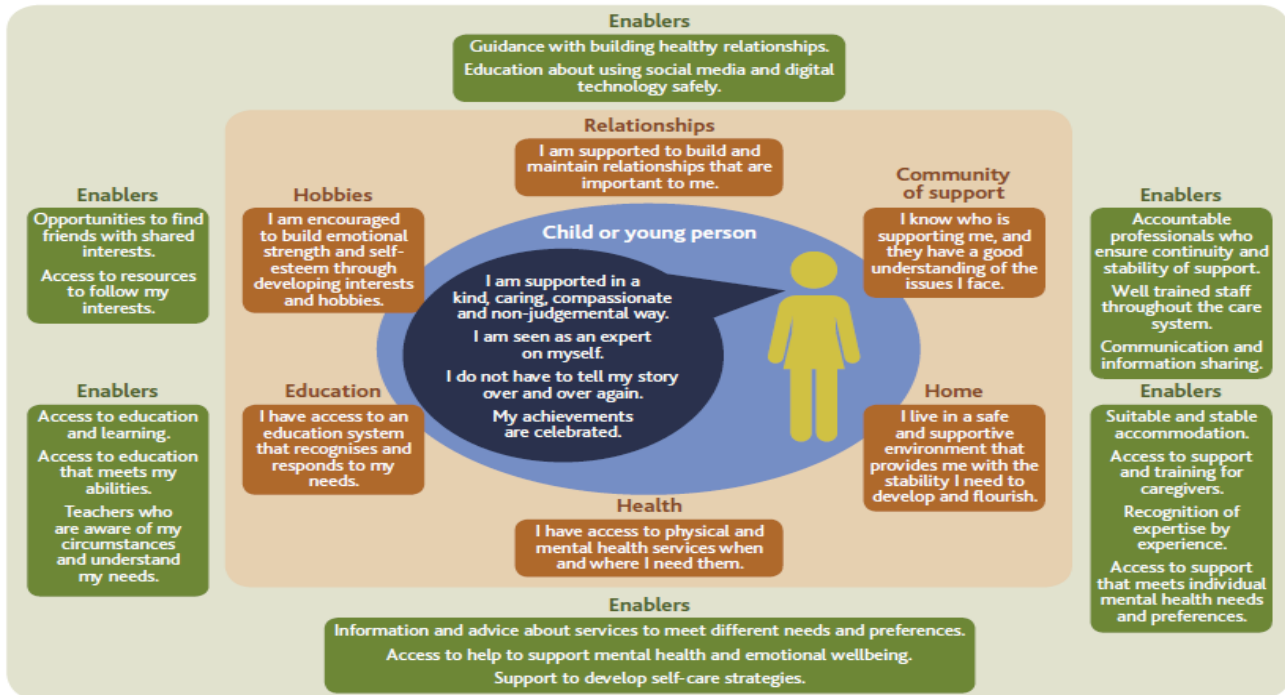 Enablers
Guidance with building healthy relationships.
Education about using social media and digital
technology safely.
Relationships
I am supported to build and
maintain relationships that are
important to me.
Enablers
Opportunities to find
friends with shared
interests.
Access to resources
to follow my
interests.
Hobbies
I am encouraged
to build emotional
strength and self-
esteem through
developing interests
and hobbies.
Child or young person
I am supported in a
kind, caring, compassionate
and non-judgemental way.
I am seen as an expert
on myself.
I do not have to tell my story
over and over again.
My achievements
are celebrated.
Community
of support
I know who is
supporting me, and
they have a good
understanding of the
issues I face.
Enablers
Accountable
professionals who
ensure continuity and
stability of support.
Well trained staff
throughout the care
system.
Communication and
information sharing.
Enablers
Access to education
and learning.
Access to education
that meets my
abilities.
Teachers who
are aware of my
circumstances
and understand
my needs.
Education
I have access to an
education system
that recognises and
responds to my
needs.
Home
I live in a safe
and supportive
environment that
provides me with the
stability I need to
develop and flourish.
Enablers
Suitable and stable
accommodation.
Access to support
and training for
caregivers.
Recognition of
expertise by
experience.
Access to support
that meets individual
mental health needs
and preferences.
Health
I have access to physical and
mental health services when
and where I need them.
Enablers
Information and advice about services to meet different needs and preferences.
Access to help to support mental health and emotional wellbeing.
Support to develop self-care strategies.